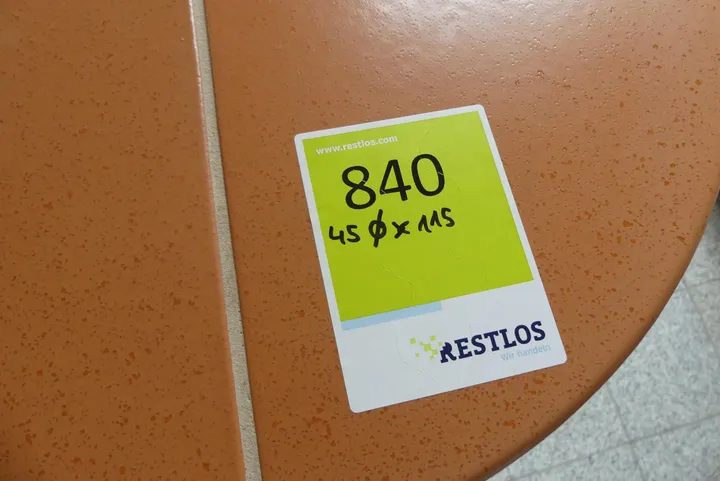 www.restlos.com
840
45 ∅ x 115
RESTLOS
Wir handeln